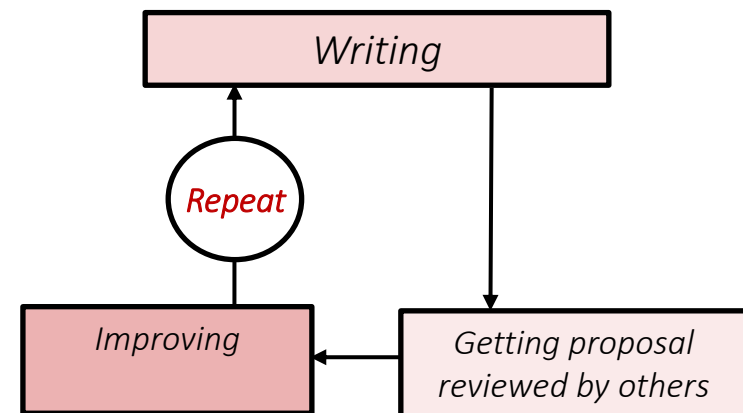 Writing
Repeat
Improving
Getting proposal
reviewed by others